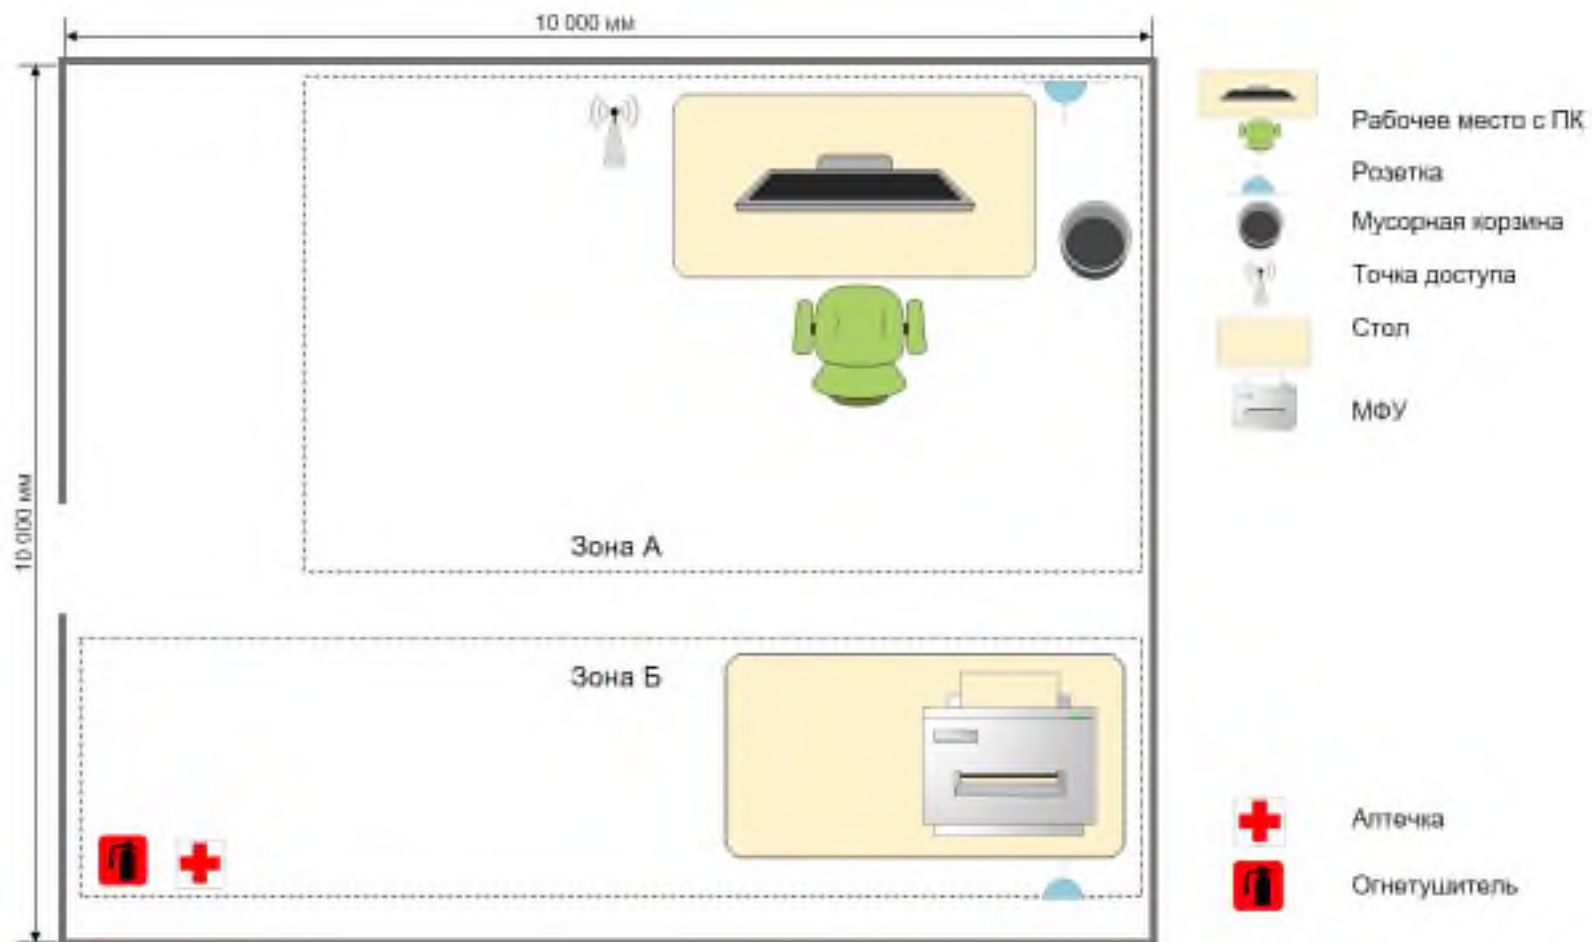 10 000 мм
10 000 мм
Зона А
Зона Б
Рабочее место с ПК
Розетка
Мусорная корзина
Точка доступа
Стол
МФУ
Аптечка
Огнетушитель